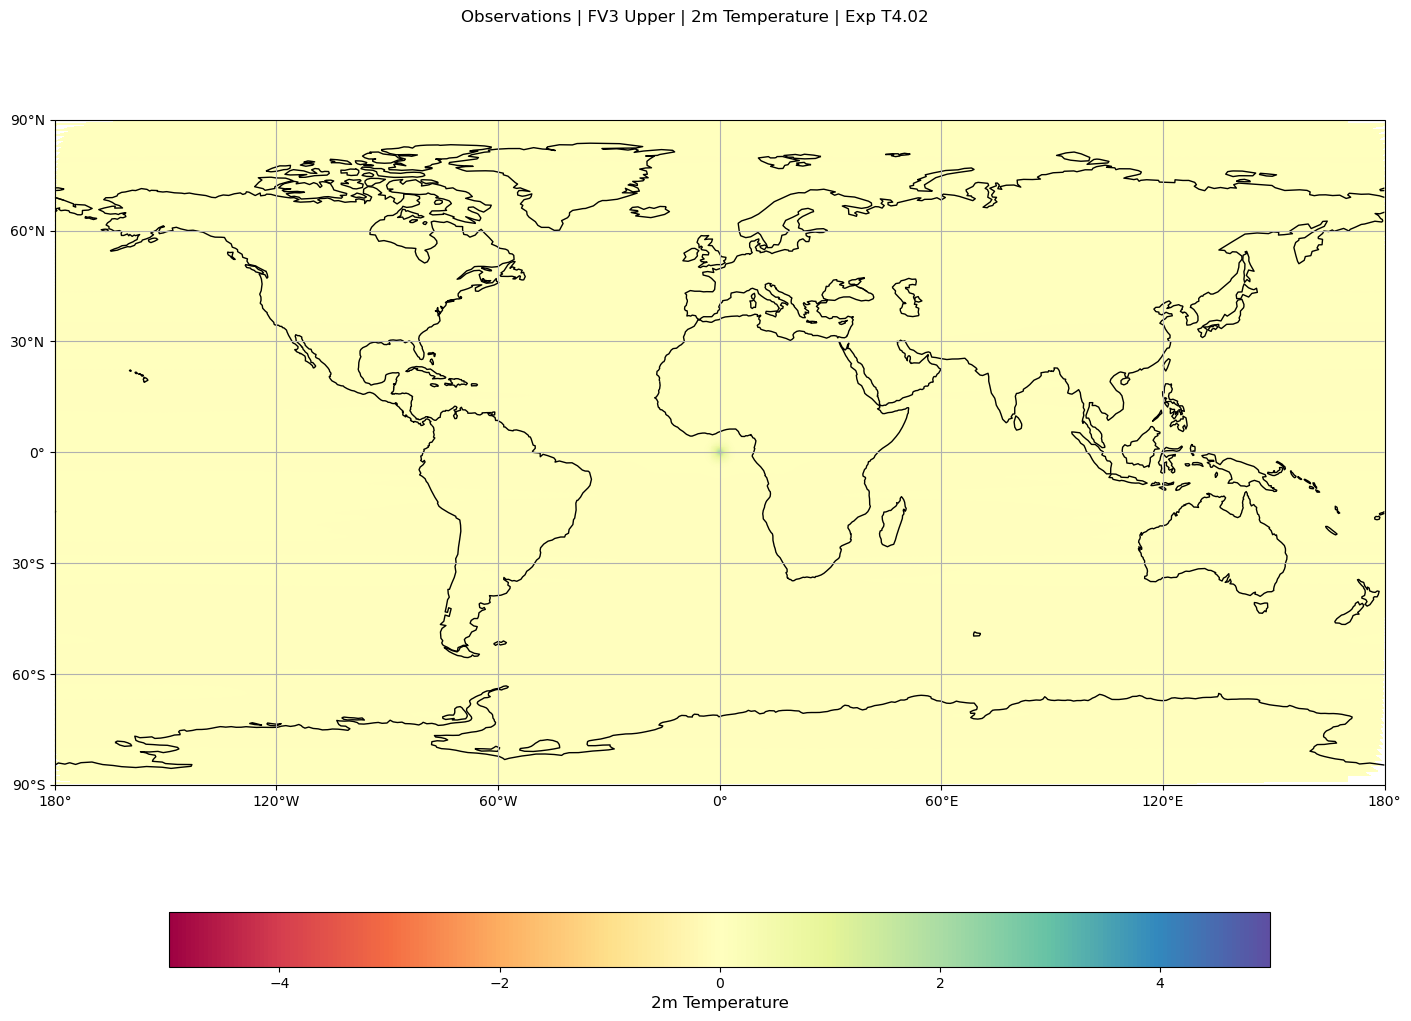 Observations | FV3 Upper | 2m Temperature | Exp T4.02
90°N
60°N
30°N
0°
30°S
60°S
90°S
180° 120°W 60°W 0° 60°E 120°E 180°
−4 −2 0 2 4
2m Temperature